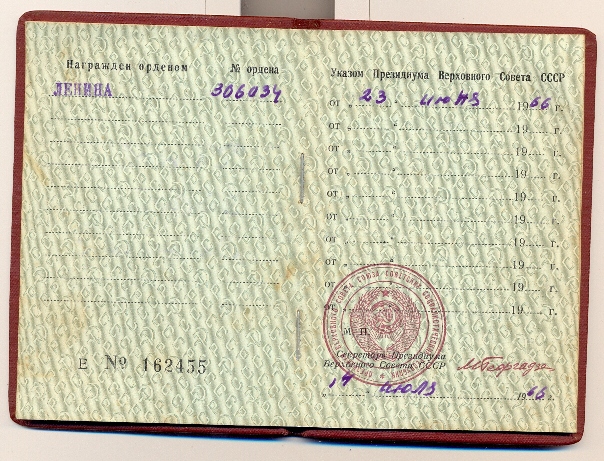 Награжден орденом № ордена
ЛЕНИНА 306034
Е № 162455
Указом Президиума Верховного Совета СССР
от „ 23 “ июня 1966 г.
от „ “ 19 г.
от „ “ 19 г.
от „ “ 19 г.
от „ “ 19 г.
от „ “ 19 г.
от „ “ 19 г.
от „ “ 19 г.
от „ “ 19 г.
от „ “ 19 г.
М. П.
Секретарь Президиума
Верховного Совета СССР
„ 14 “ июля 1966 г.